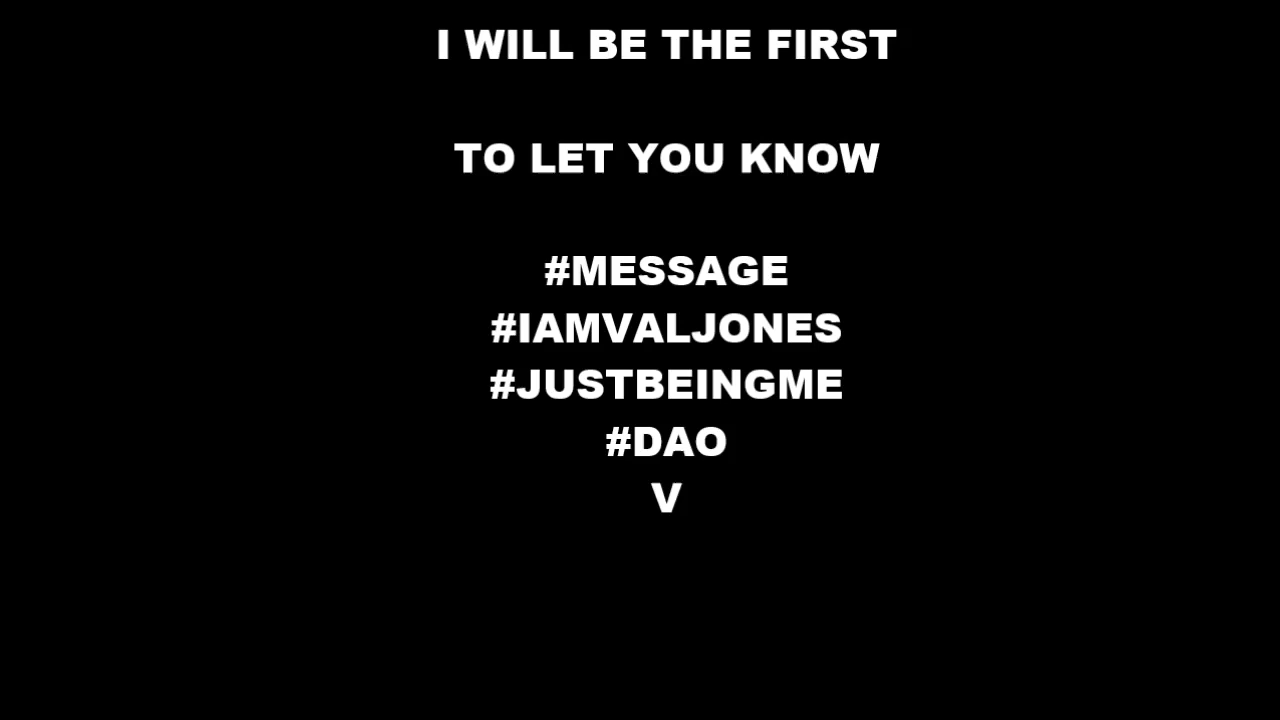 I WILL BE THE FIRST
TO LET YOU KNOW
#MESSAGE
#IAMVALJONES
#JUSTBEINGME
#DAO
V